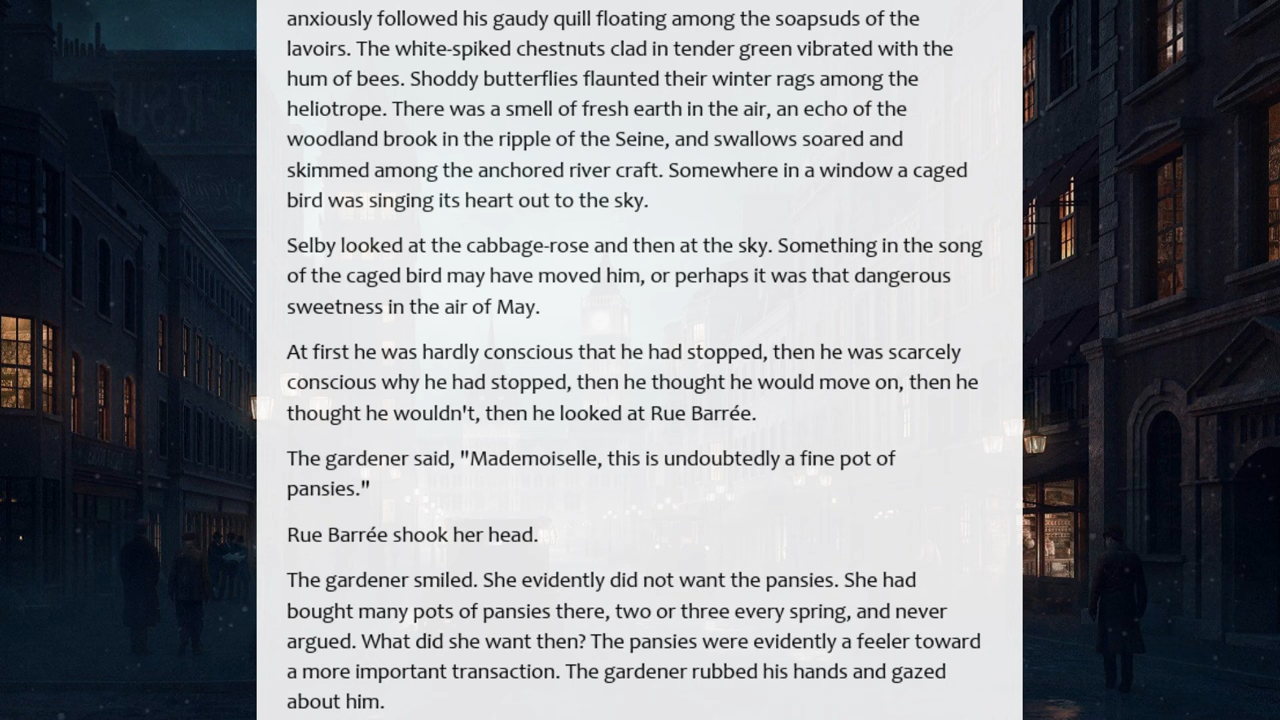 anxiously followed his gaudy quill floating among the soapsuds of the
lavoirs. The white-spiked chestnuts clad in tender green vibrated with the
hum of bees. Shoddy butterflies flaunted their winter rags among the
heliotrope. There was a smell of fresh earth in the air, an echo of the
woodland brook in the ripple of the Seine, and swallows soared and
skimmed among the anchored river craft. Somewhere in a window a caged
bird was singing its heart out to the sky.
Selby looked at the cabbage-rose and then at the sky. Something in the song
of the caged bird may have moved him, or perhaps it was that dangerous
sweetness in the air of May.
At first he was hardly conscious that he had stopped, then he was scarcely
conscious why he had stopped, then he thought he would move on, then he
thought he wouldn't, then he looked at Rue Barrée.
The gardener said, "Mademoiselle, this is undoubtedly a fine pot of
pansies."
Rue Barrée shook her head.
The gardener smiled. She evidently did not want the pansies. She had
bought many pots of pansies there, two or three every spring, and never
argued. What did she want then? The pansies were evidently a feeler toward
a more important transaction. The gardener rubbed his hands and gazed
about him.